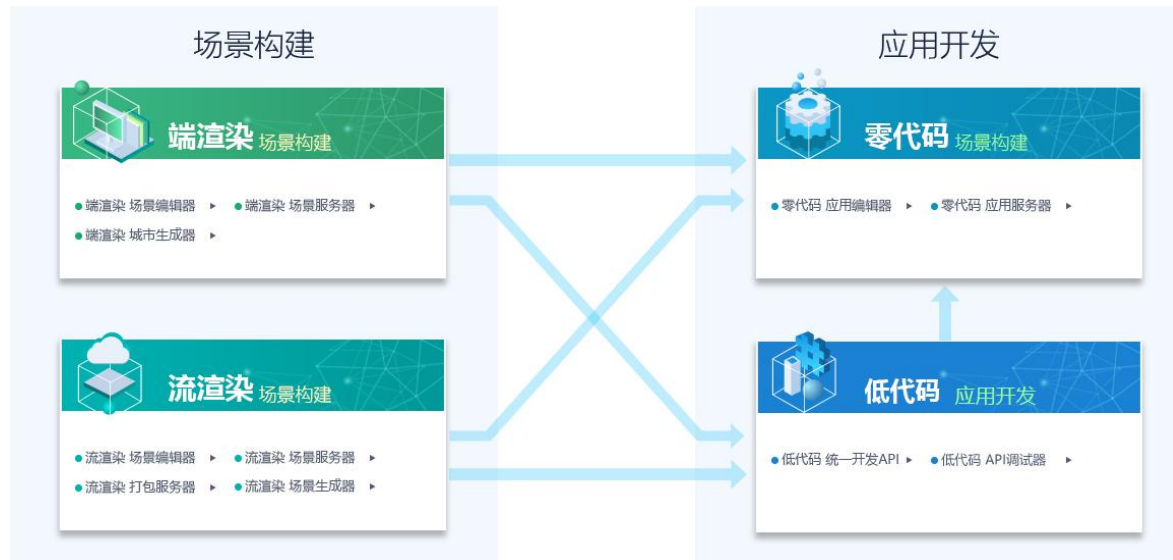 场景构建
端渲染 场景构建
端渲染 场景编辑器
端渲染 场景服务器
端渲染 城市生成器
流渲染 场景构建
流渲染 场景编辑器
流渲染 场景服务器
流渲染 打包服务器
流渲染 场景生成器
应用开发
零代码 场景构建
零代码 应用编辑器
零代码 应用服务器
低代码 应用开发
低代码 统一开发API
低代码 API调试器